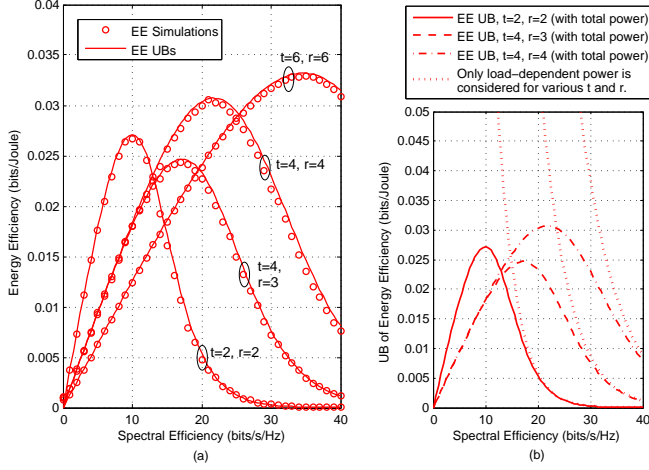 0.04
0.035
0.03
0.025
0.02
0.015
0.01
0.005
0
Energy Efficiency (bits/Joule)
EE Simulations
EE UBs
t=6, r=6
t=4, r=4
t=4,
r=3
t=2, r=2
0 10 20 30 40
Spectral Efficiency (bits/s/Hz)
(a)
EE UB, t=2, r=2 (with total power)
EE UB, t=4, r=3 (with total power)
EE UB, t=4, r=4 (with total power)
Only load−dependent power is
considered for various t and r.
0.05
0.045
0.04
0.035
0.03
0.025
0.02
0.015
0.01
0.005
0
UB of Energy Efficiency (bits/Joule)
0 10 20 30 40
Spectral Efficiency (bits/s/Hz)
(b)